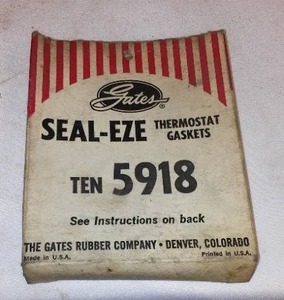 Gates®
SEAL-EZE THERMOSTAT GASKETS
TEN 5918
See Instructions on back
THE GATES RUBBER COMPANY · DENVER, COLORADO
Made in U.S.A. Printed in U.S.A.